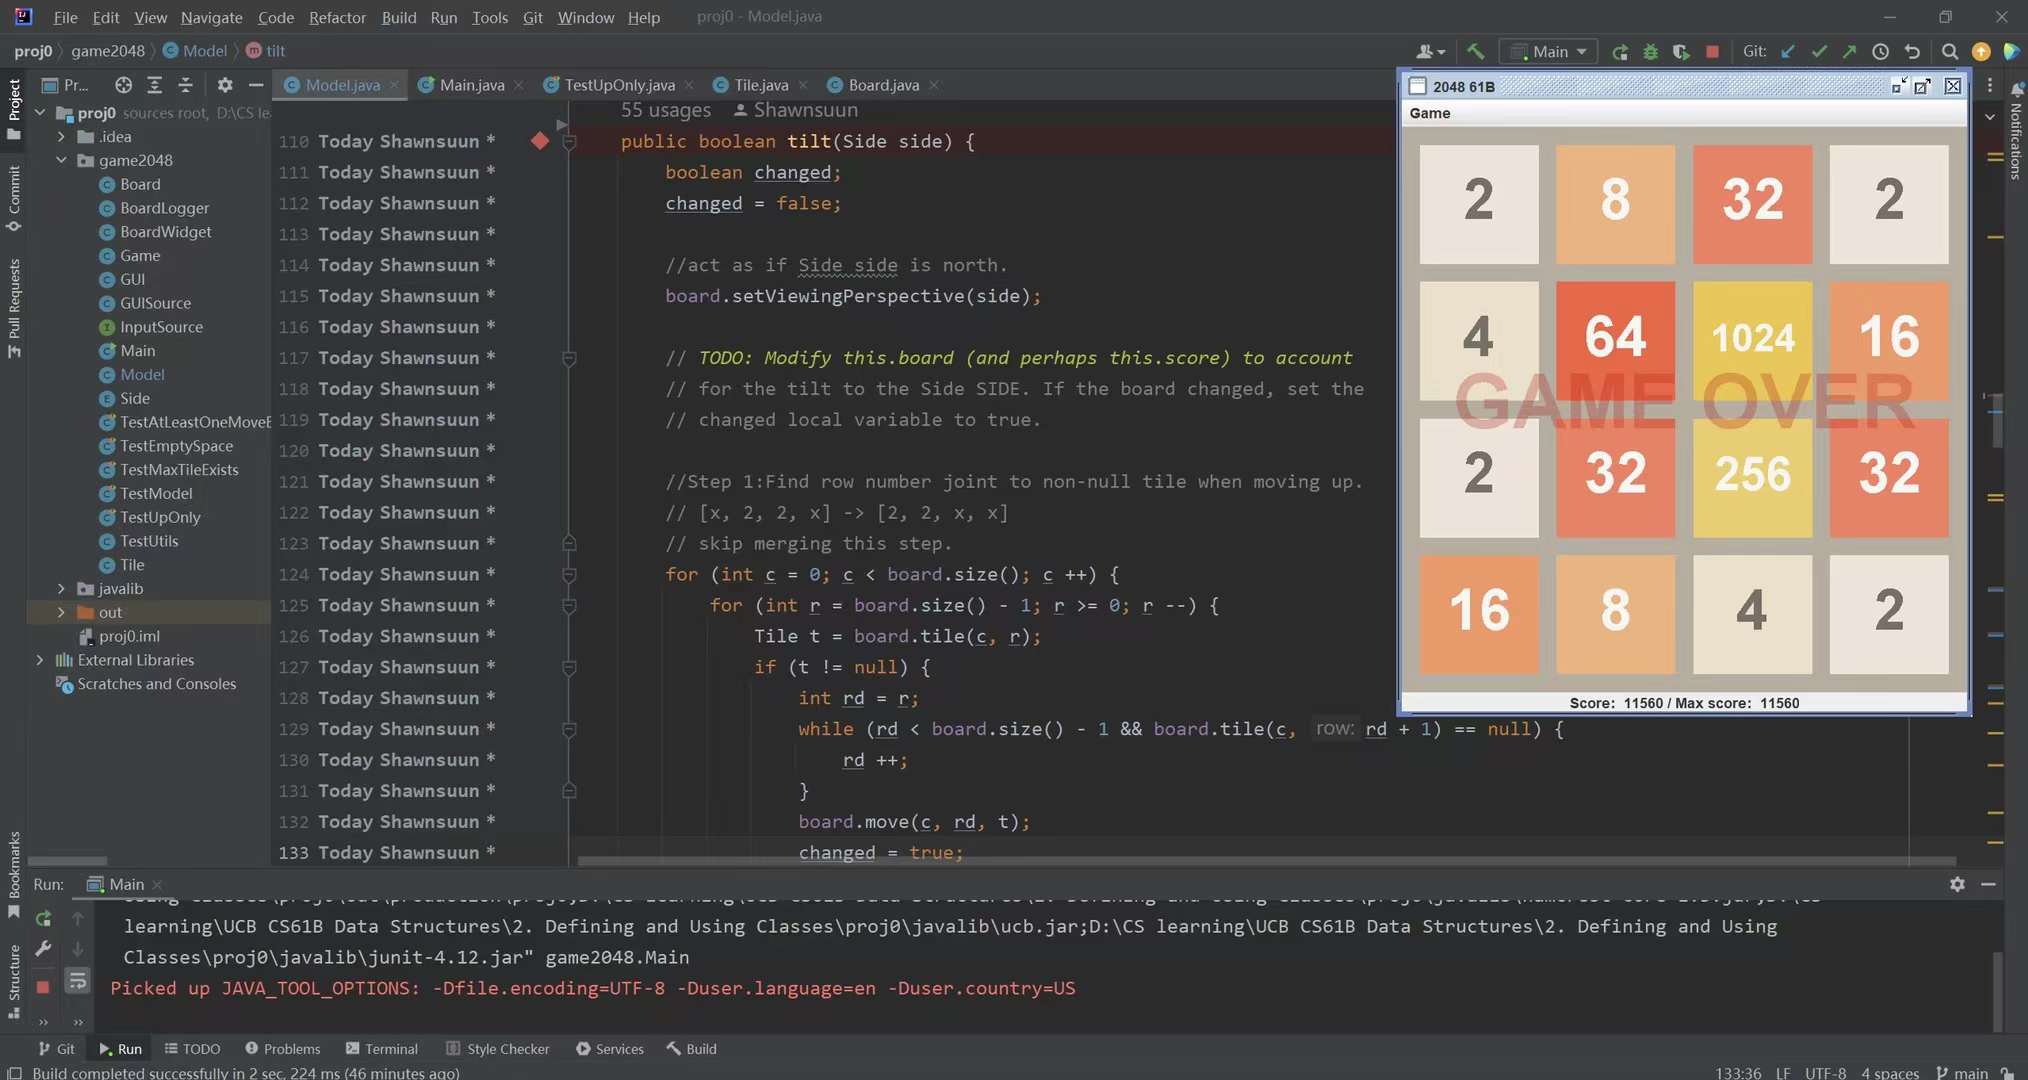 File Edit View Navigate Code Refactor Build Run Tools Git Window Help proj0 - Model.java
proj0 game2048 Model tilt
Main
Git:
Project
Commit
Pull Requests
Bookmarks
Structure
Notifications
Pr...
Model.java
Main.java
TestUpOnly.java
Tile.java
Board.java
proj0 sources root, D:\CS le
.idea
game2048
Board
BoardLogger
BoardWidget
Game
GUI
GUISource
InputSource
Main
Model
Side
TestAtLeastOneMoveE
TestEmptySpace
TestMaxTileExists
TestModel
TestUpOnly
TestUtils
Tile
javalib
out
proj0.iml
External Libraries
Scratches and Consoles
55 usages Shawnsuun
110 Today Shawnsuun * public boolean tilt(Side side) {
111 Today Shawnsuun * boolean changed;
112 Today Shawnsuun * changed = false;
113 Today Shawnsuun *
114 Today Shawnsuun * //act as if Side side is north.
115 Today Shawnsuun * board.setViewingPerspective(side);
116 Today Shawnsuun *
117 Today Shawnsuun * // TODO: Modify this.board (and perhaps this.score) to account
118 Today Shawnsuun * // for the tilt to the Side SIDE. If the board changed, set the
119 Today Shawnsuun * // changed local variable to true.
120 Today Shawnsuun *
121 Today Shawnsuun * //Step 1:Find row number joint to non-null tile when moving up.
122 Today Shawnsuun * // [x, 2, 2, x] -> [2, 2, x, x]
123 Today Shawnsuun * // skip merging this step.
124 Today Shawnsuun * for (int c = 0; c < board.size(); c ++) {
125 Today Shawnsuun * for (int r = board.size() - 1; r >= 0; r --) {
126 Today Shawnsuun * Tile t = board.tile(c, r);
127 Today Shawnsuun * if (t != null) {
128 Today Shawnsuun * int rd = r;
129 Today Shawnsuun * while (rd < board.size() - 1 && board.tile(c, row: rd + 1) == null) {
130 Today Shawnsuun * rd ++;
131 Today Shawnsuun * }
132 Today Shawnsuun * board.move(c, rd, t);
133 Today Shawnsuun * changed = true;
2048 61B
Game
2 8 32 2
4 64 1024 16
GAME OVER
2 32 256 32
16 8 4 2
Score: 11560 / Max score: 11560
Run: Main
learning\UCB CS61B Data Structures\2. Defining and Using Classes\proj0\javalib\ucb.jar;D:\CS learning\UCB CS61B Data Structures\2. Defining and Using
Classes\proj0\javalib\junit-4.12.jar" game2048.Main
Picked up JAVA_TOOL_OPTIONS: -Dfile.encoding=UTF-8 -Duser.language=en -Duser.country=US
Git Run TODO Problems Terminal Style Checker Services Build
Build completed successfully in 2 sec, 224 ms (46 minutes ago)
133:36 LF UTF-8 4 spaces main